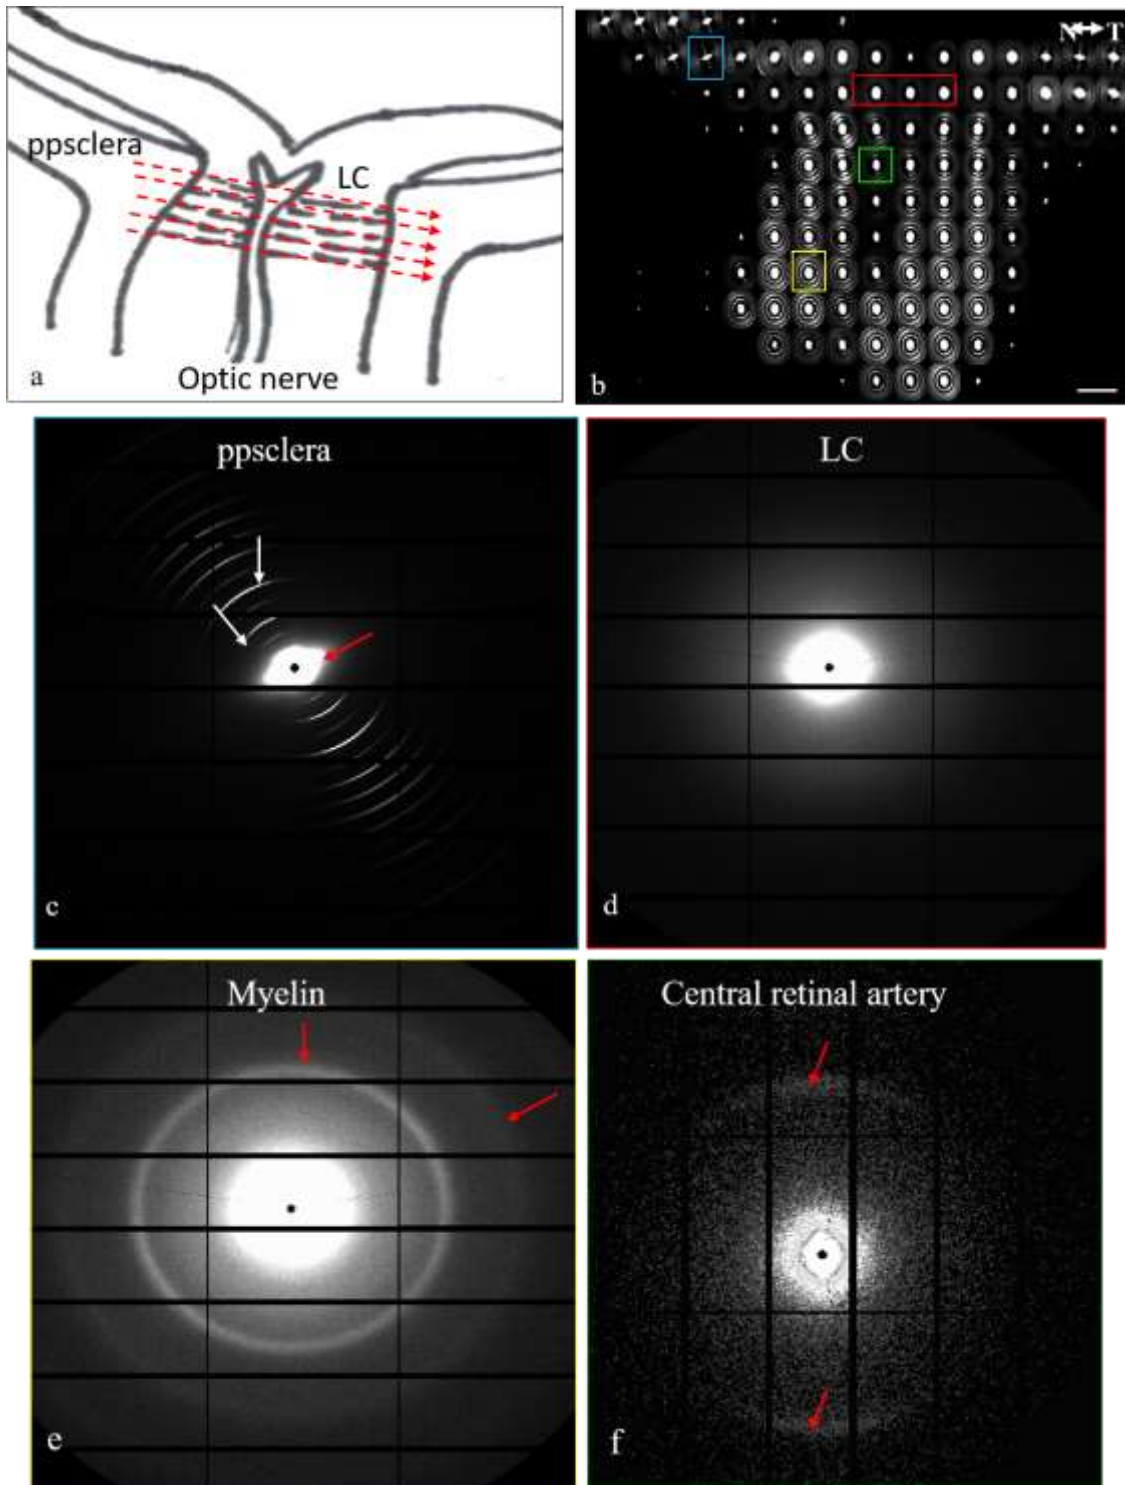 ppsclera
LC
Optic nerve
a
N T
b
ppsclera
c
LC
d
Myelin
e
Central retinal artery
f